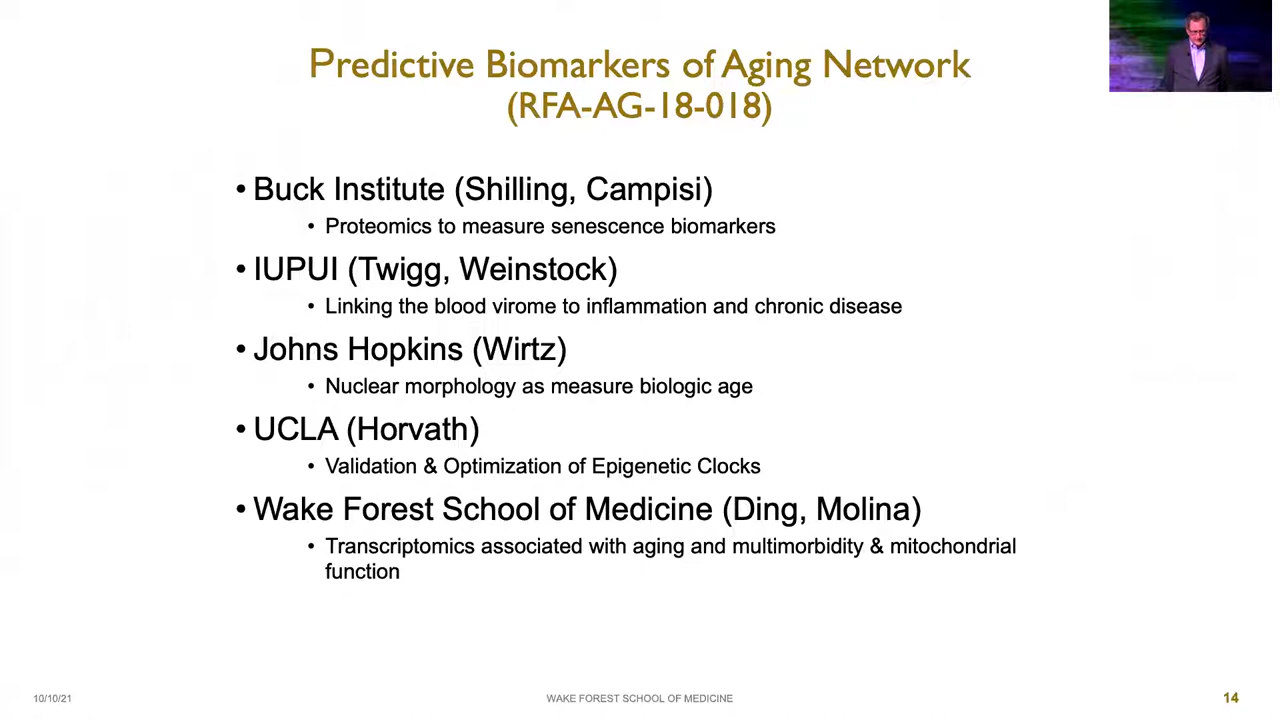 Predictive Biomarkers of Aging Network
(RFA-AG-18-018)
• Buck Institute (Shilling, Campisi)
• Proteomics to measure senescence biomarkers
• IUPUI (Twigg, Weinstock)
• Linking the blood virome to inflammation and chronic disease
• Johns Hopkins (Wirtz)
• Nuclear morphology as measure biologic age
• UCLA (Horvath)
• Validation & Optimization of Epigenetic Clocks
• Wake Forest School of Medicine (Ding, Molina)
• Transcriptomics associated with aging and multimorbidity & mitochondrial
function
10/10/21
WAKE FOREST SCHOOL OF MEDICINE
14